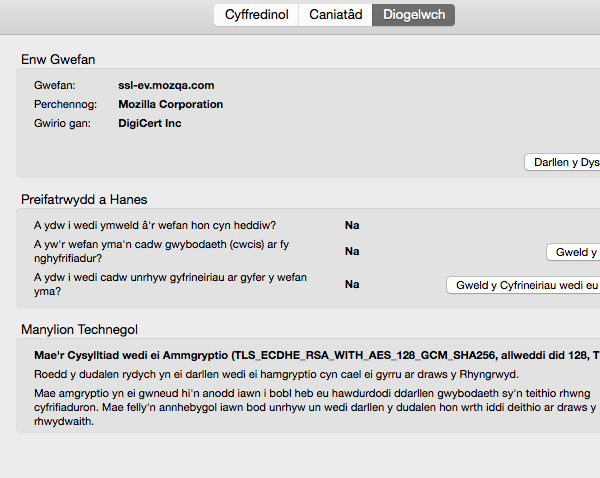 Cyffredinol Caniatâd Diogelwch
Enw Gwefan
Gwefan: ssl-ev.mozqa.com
Perchennog: Mozilla Corporation
Gwirio gan: DigiCert Inc
Darllen y Dys
Preifatrwydd a Hanes
A ydw i wedi ymweld â'r wefan hon cyn heddiw? Na
A yw'r wefan yma'n cadw gwybodaeth (cwcis) ar fy
nghyfrifiadur? Na Gweld y
A ydw i wedi cadw unrhyw gyfrineiriau ar gyfer y wefan
yma? Na Gweld y Cyfrineiriau wedi eu
Manylion Technegol
Mae'r Cysylltiad wedi ei Ammgryptio (TLS_ECDHE_RSA_WITH_AES_128_GCM_SHA256, allweddi did 128, T
Roedd y dudalen rydych yn ei darllen wedi ei hamgryptio cyn cael ei gyrru ar draws y Rhyngrwyd.
Mae amgryptio yn ei gwneud hi'n anodd iawn i bobl heb eu hawdurdodi ddarllen gwybodaeth sy'n teithio rhwng
cyfrifiaduron. Mae felly'n annhebygol iawn bod unrhyw un wedi darllen y dudalen hon wrth iddi deithio ar draws y
rhwydwaith.